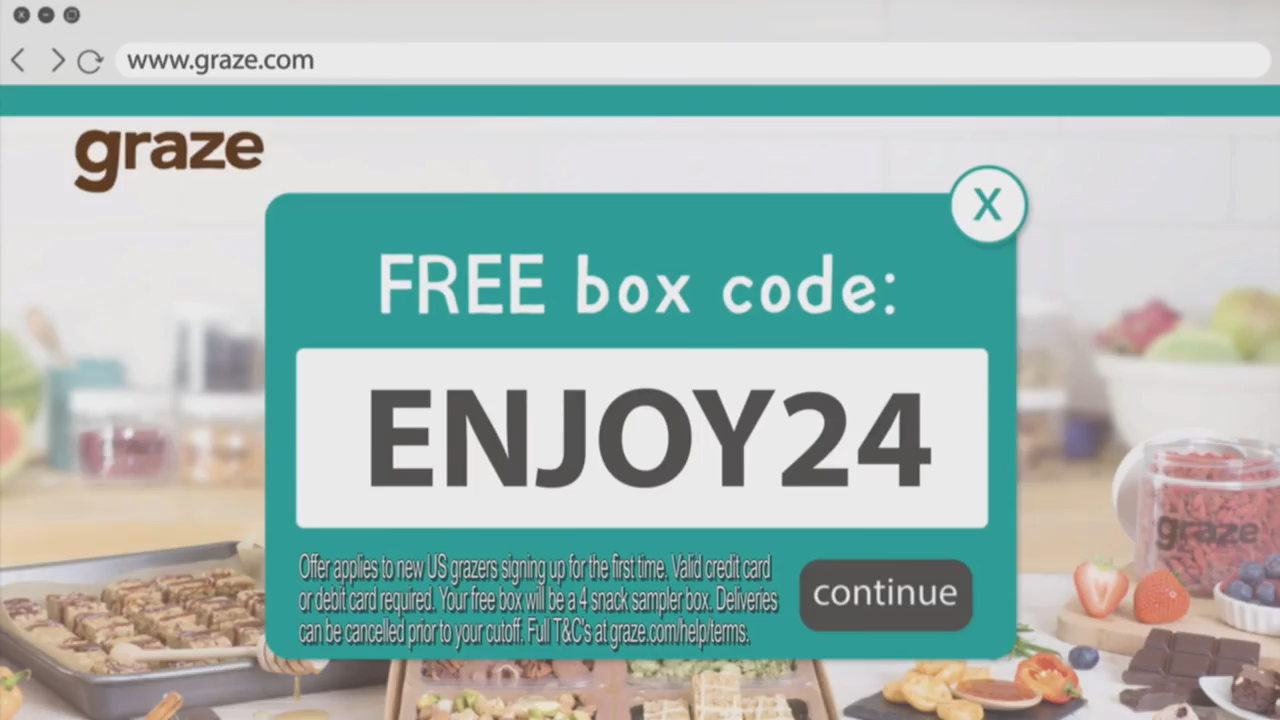 www.graze.com
graze
X
FREE box code:
ENJOY24
Offer applies to new US grazers signing up for the first time. Valid credit card
or debit card required. Your free box will be a 4 snack sampler box. Deliveries
can be cancelled prior to your cutoff. Full T&C's at graze.com/help/terms.
continue
graze